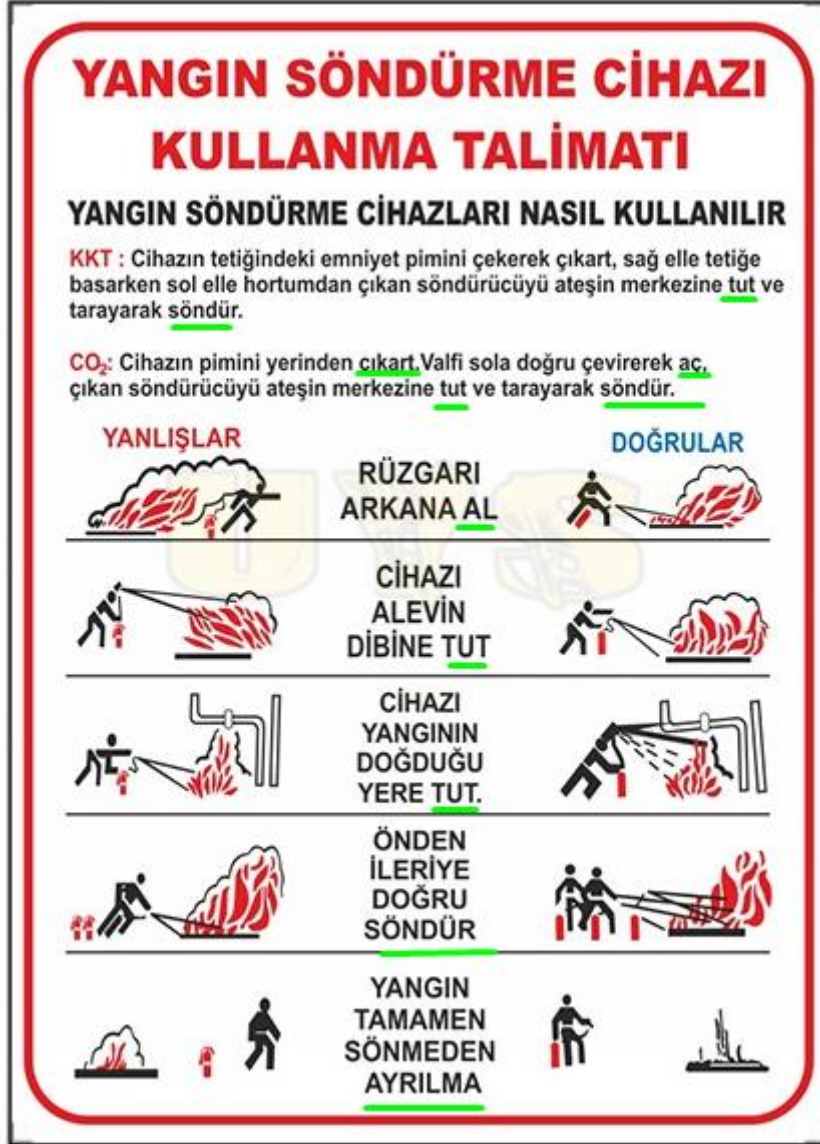 YANGIN SÖNDÜRME CİHAZI
KULLANMA TALİMATI
YANGIN SÖNDÜRME CİHAZLARI NASIL KULLANILIR
KKT : Cihazın tetiğindeki emniyet pimini çekerek çıkart, sağ elle tetiğe
basarken sol elle hortumdan çıkan söndürücüyü ateşin merkezine tut ve
tarayarak söndür.
CO₂: Cihazın pimini yerinden çıkart.Valfi sola doğru çevirerek aç,
çıkan söndürücüyü ateşin merkezine tut ve tarayarak söndür.
YANLIŞLAR
DOĞRULAR
RÜZGARI
ARKANA AL
CİHAZI
ALEVİN
DİBİNE TUT
CİHAZI
YANGININ
DOĞDUĞU
YERE TUT.
ÖNDEN
İLERİYE
DOĞRU
SÖNDÜR
YANGIN
TAMAMEN
SÖNMEDEN
AYRILMA
UYS